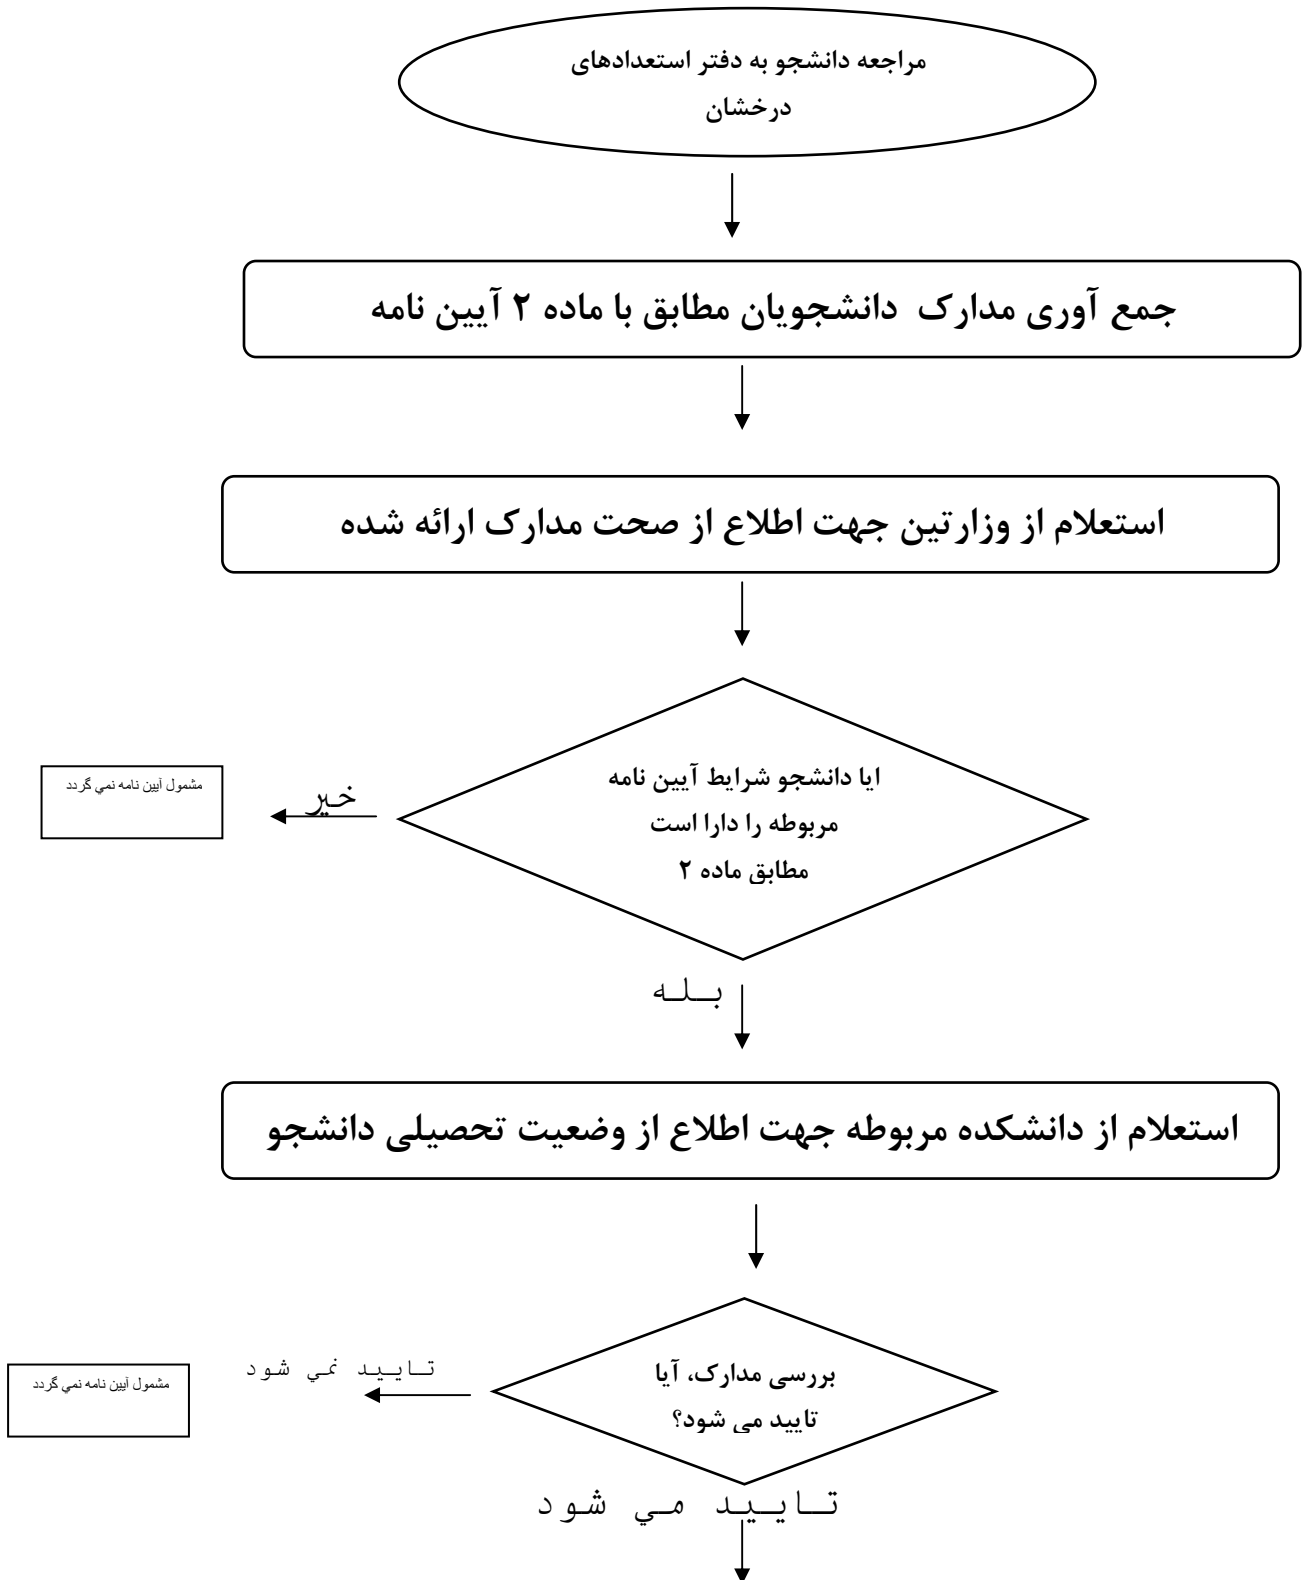 مراجعه دانشجو به دفتر استعدادهای
درخشان
جمع آوری مدارک دانشجویان مطابق با ماده ۲ آیین نامه
استعلام از وزارتین جهت اطلاع از صحت مدارک ارائه شده
ایا دانشجو شرایط آیین نامه
مربوطه را دارا است
مطابق ماده ۲
خیر
مشمول آیین نامه نمي گردد
بله
استعلام از دانشکده مربوطه جهت اطلاع از وضعیت تحصیلی دانشجو
بررسی مدارک، آیا
تایید می شود؟
تایید نمي شود
مشمول آیین نامه نمي گردد
تایید مي شود